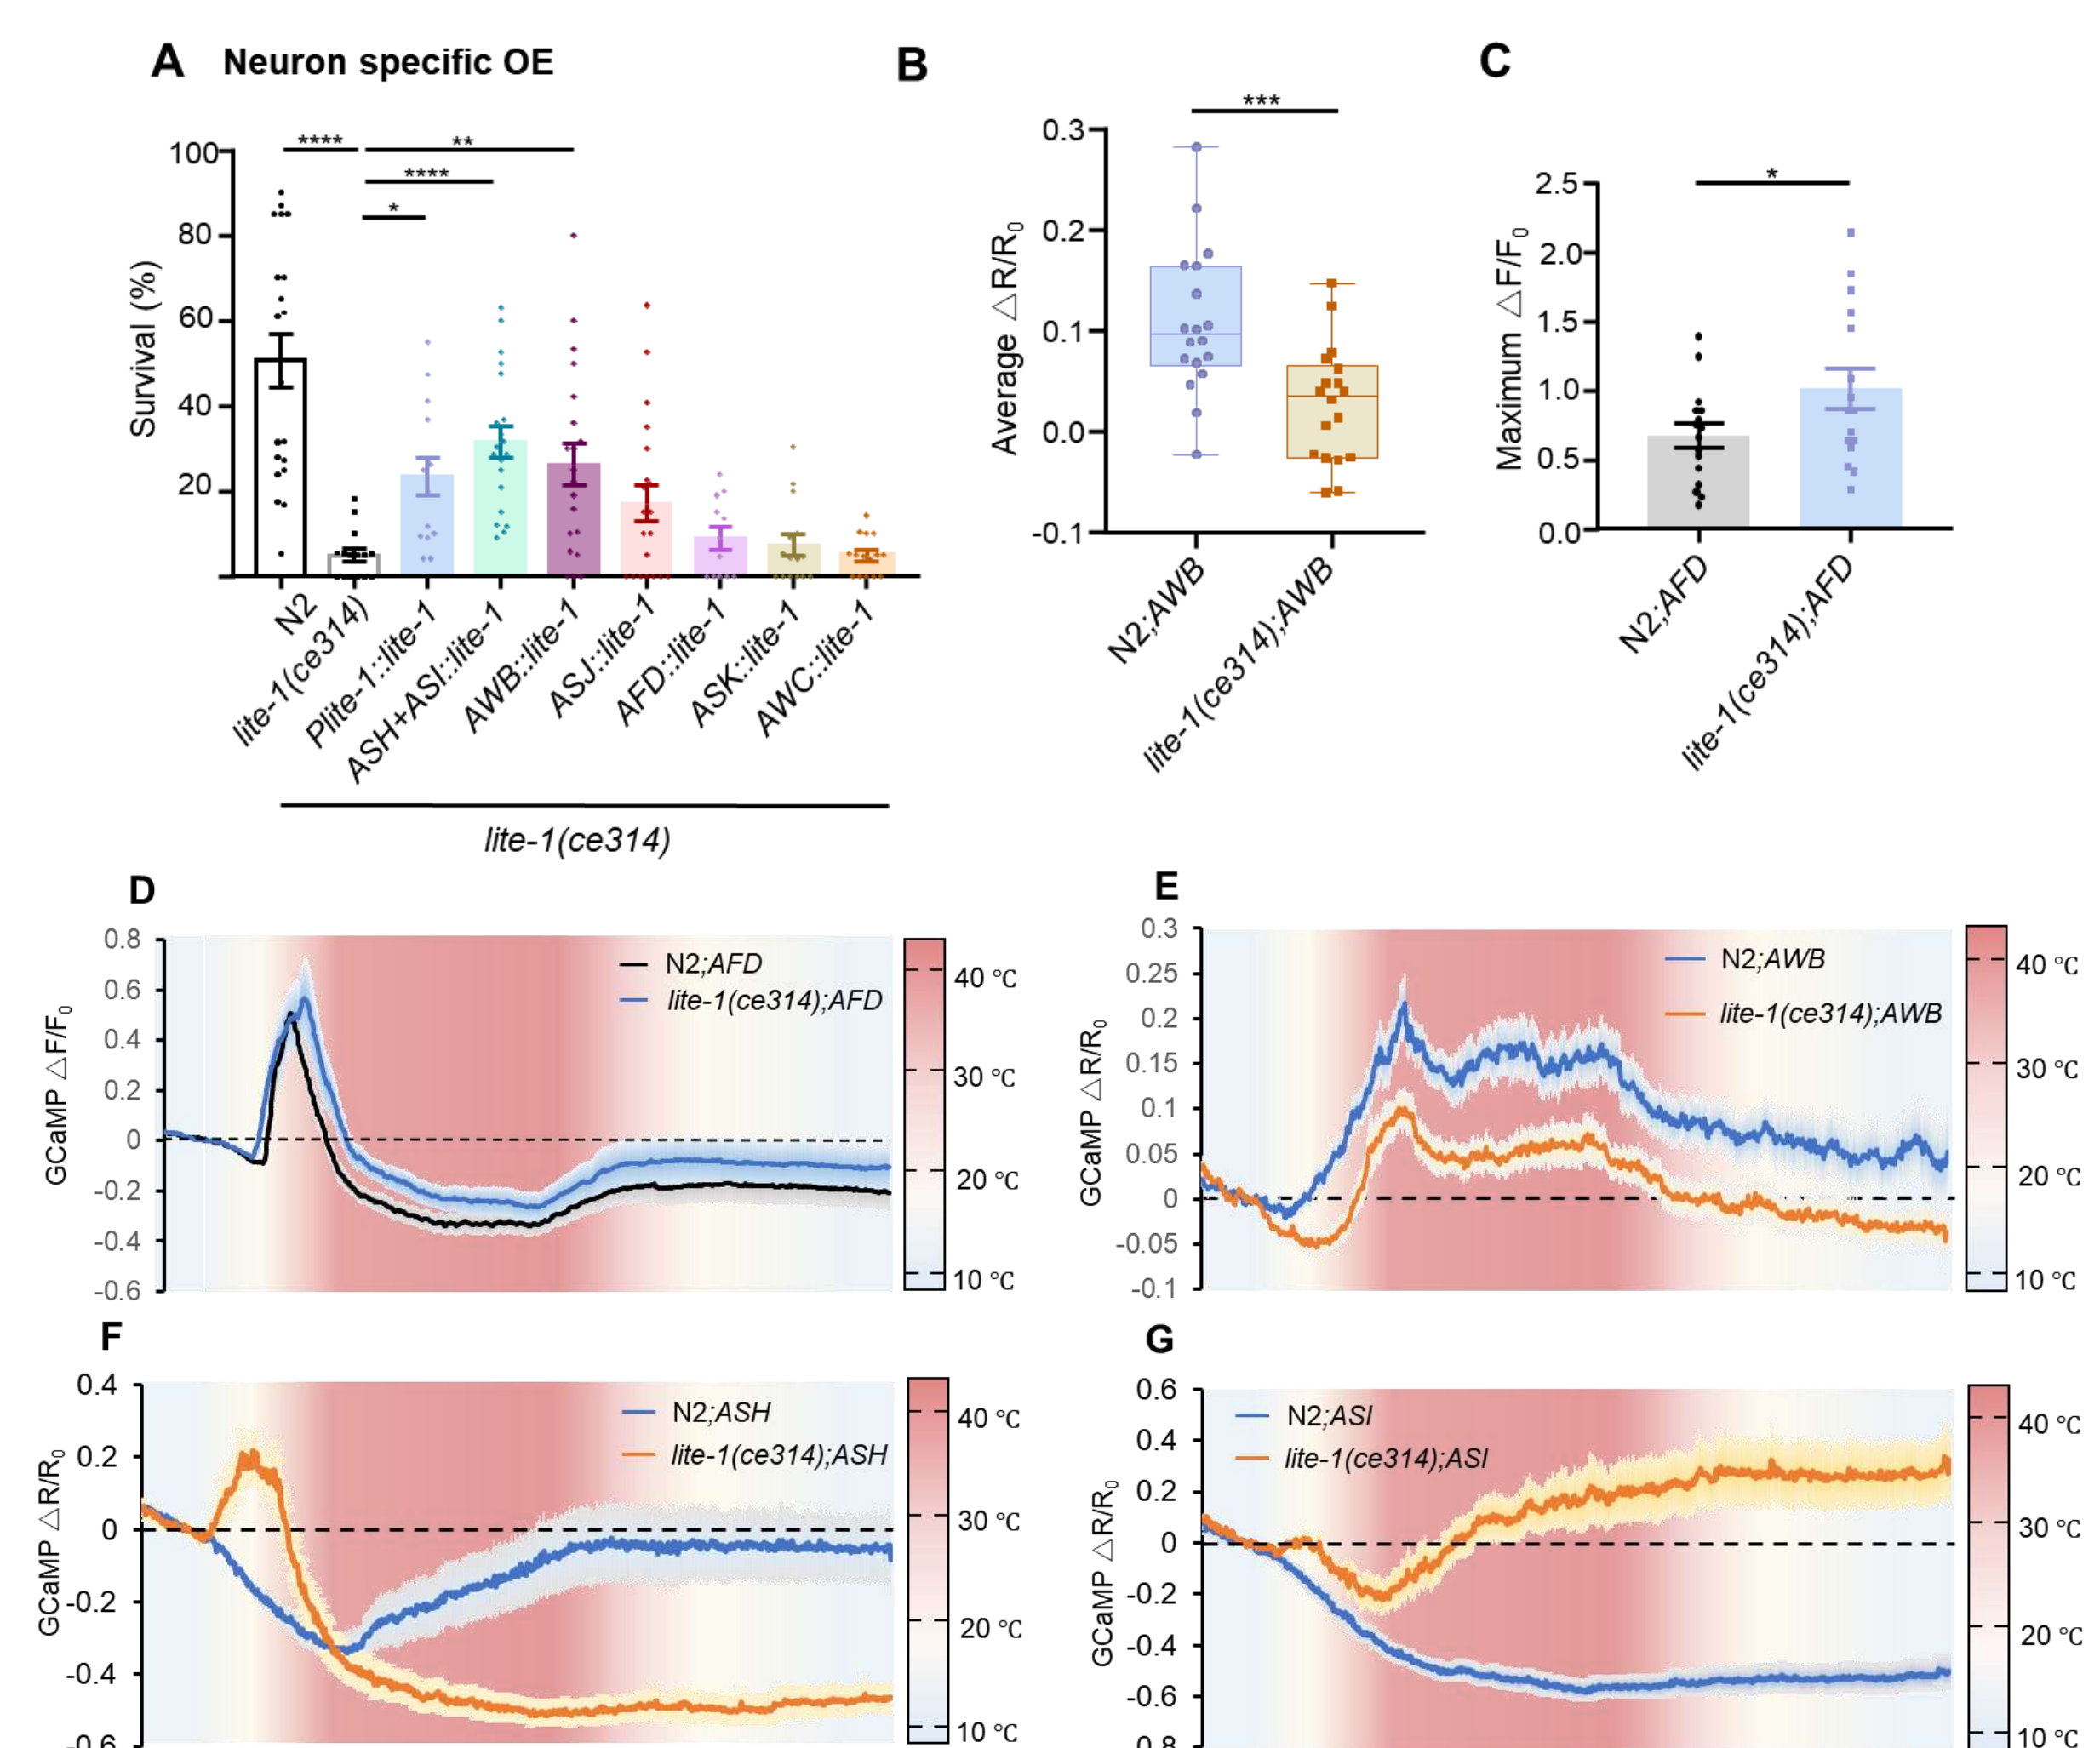 A Neuron specific OE
Survival (%)
100
80
60
40
20
****
**
****
*
N2
lite-1(ce314)
Plite-1::lite-1
ASH+ASI::lite-1
AWB::lite-1
ASJ::lite-1
AFD::lite-1
ASK::lite-1
AWC::lite-1
lite-1(ce314)
B
Average △R/R0
0.3
0.2
0.1
0.0
-0.1
***
N2;AWB
lite-1(ce314);AWB
C
Maximum △F/F0
2.5
2.0
1.5
1.0
0.5
0.0
*
N2;AFD
lite-1(ce314);AFD
D
GCaMP △F/F0
0.8
0.6
0.4
0.2
0
-0.2
-0.4
-0.6
N2;AFD
lite-1(ce314);AFD
40 °C
30 °C
20 °C
10 °C
E
GCaMP △R/R0
0.3
0.25
0.2
0.15
0.1
0.05
0
-0.05
-0.1
N2;AWB
lite-1(ce314);AWB
40 °C
30 °C
20 °C
10 °C
F
GCaMP △R/R0
0.4
0.2
0
-0.2
-0.4
-0.6
N2;ASH
lite-1(ce314);ASH
40 °C
30 °C
20 °C
10 °C
G
GCaMP △R/R0
0.6
0.4
0.2
0
-0.2
-0.4
-0.6
0.8
N2;ASI
lite-1(ce314);ASI
40 °C
30 °C
20 °C
10 °C